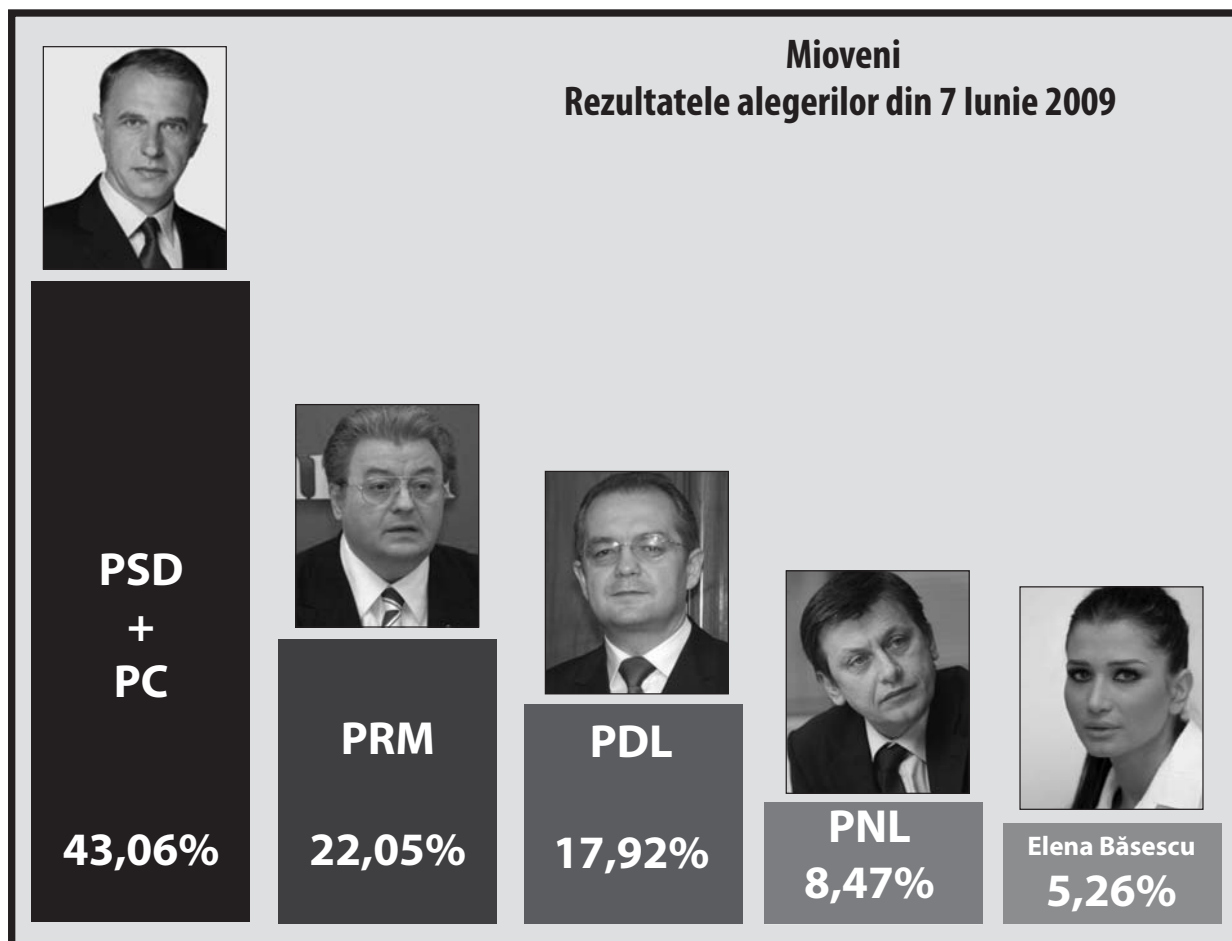 Mioveni
Rezultatele alegerilor din 7 Iunie 2009
PSD
+
PC
43,06%
PRM
22,05%
PDL
17,92%
PNL
8,47%
Elena Băsescu
5,26%